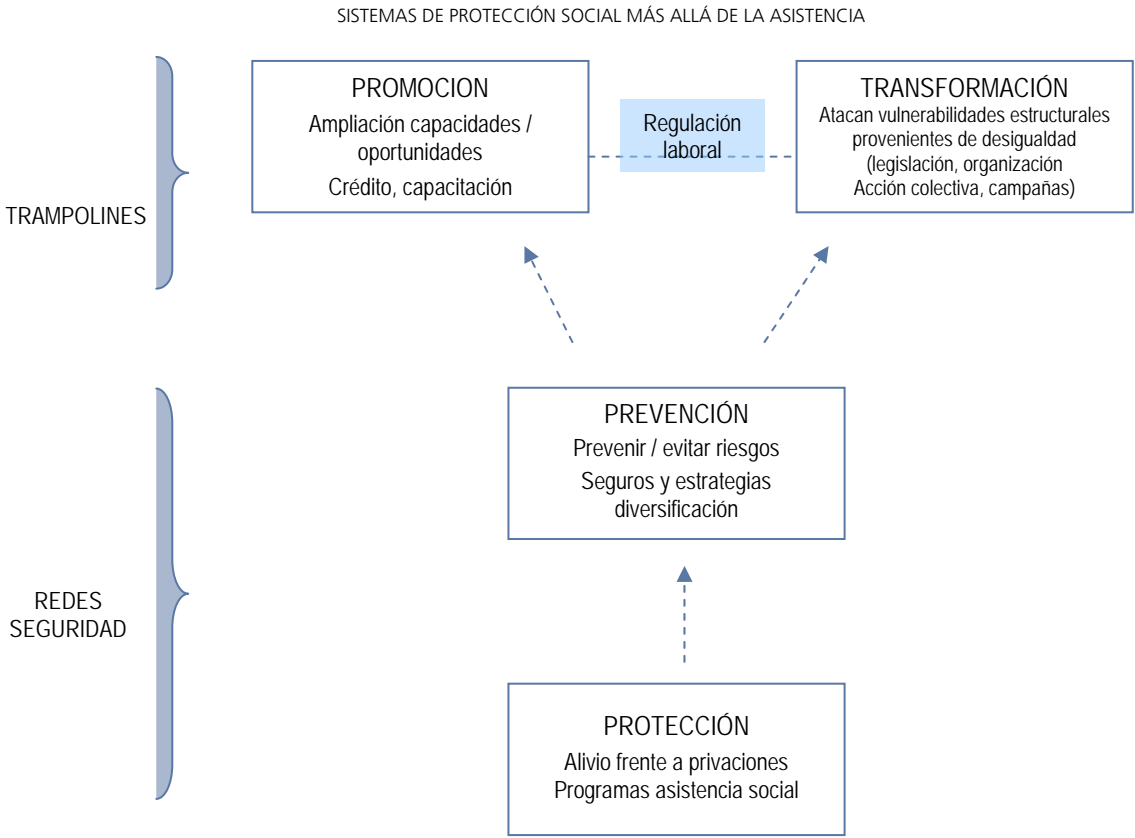 SISTEMAS DE PROTECCIÓN SOCIAL MÁS ALLÁ DE LA ASISTENCIA
TRAMPOLINES
PROMOCION
Ampliación capacidades /
oportunidades
Crédito, capacitación
Regulación
laboral
TRANSFORMACIÓN
Atacan vulnerabilidades estructurales
provenientes de desigualdad
(legislación, organización
Acción colectiva, campañas)
REDES
SEGURIDAD
PREVENCIÓN
Prevenir / evitar riesgos
Seguros y estrategias
diversificación
PROTECCIÓN
Alivio frente a privaciones
Programas asistencia social